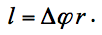 l = Δφr .